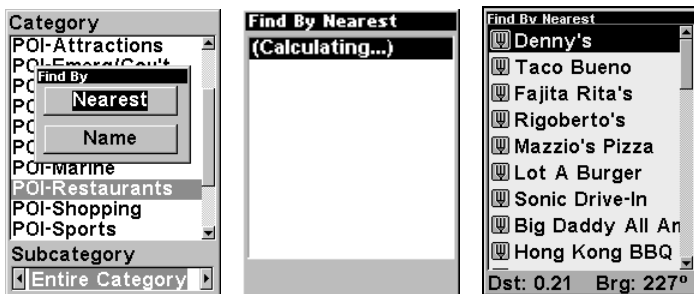 Category
POI-Attractions
Find By
Nearest
Name
POI-Marine
POI-Restaurants
POI-Shopping
POI-Sports
Subcategory
Entire Category
Find By Nearest
(Calculating...)
Find By Nearest
Denny's
Taco Bueno
Fajita Rita's
Rigoberto's
Mazzio's Pizza
Lot A Burger
Sonic Drive-In
Big Daddy All An
Hong Kong BBQ
Dst: 0.21 Brg: 227º